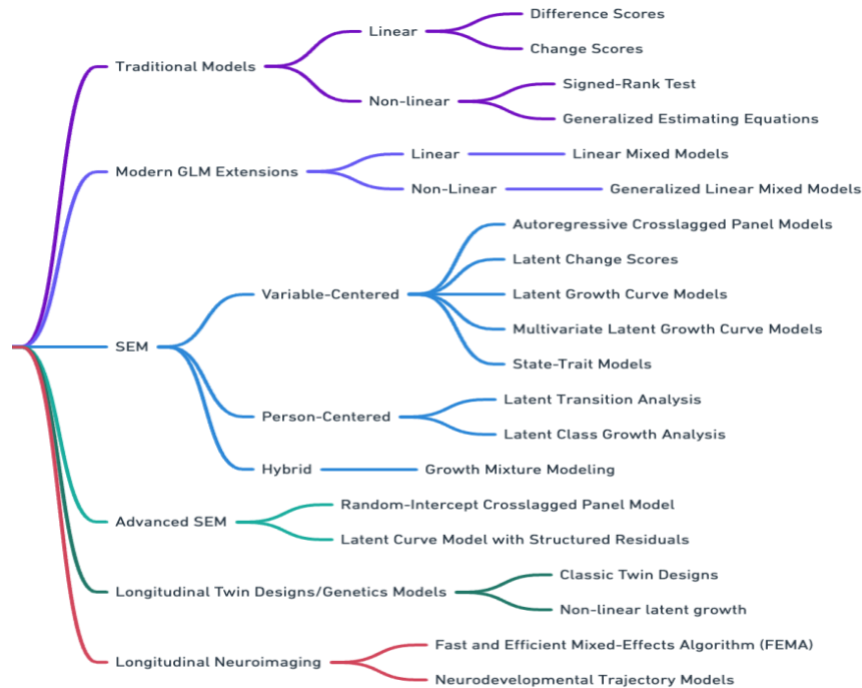 Traditional Models
Linear
Difference Scores
Change Scores
Non-linear
Signed-Rank Test
Generalized Estimating Equations
Modern GLM Extensions
Linear
Linear Mixed Models
Non-Linear
Generalized Linear Mixed Models
SEM
Variable-Centered
Autoregressive Crosslagged Panel Models
Latent Change Scores
Latent Growth Curve Models
Multivariate Latent Growth Curve Models
State-Trait Models
Person-Centered
Latent Transition Analysis
Latent Class Growth Analysis
Hybrid
Growth Mixture Modeling
Advanced SEM
Random-Intercept Crosslagged Panel Model
Latent Curve Model with Structured Residuals
Longitudinal Twin Designs/Genetics Models
Classic Twin Designs
Non-linear latent growth
Longitudinal Neuroimaging
Fast and Efficient Mixed-Effects Algorithm (FEMA)
Neurodevelopmental Trajectory Models